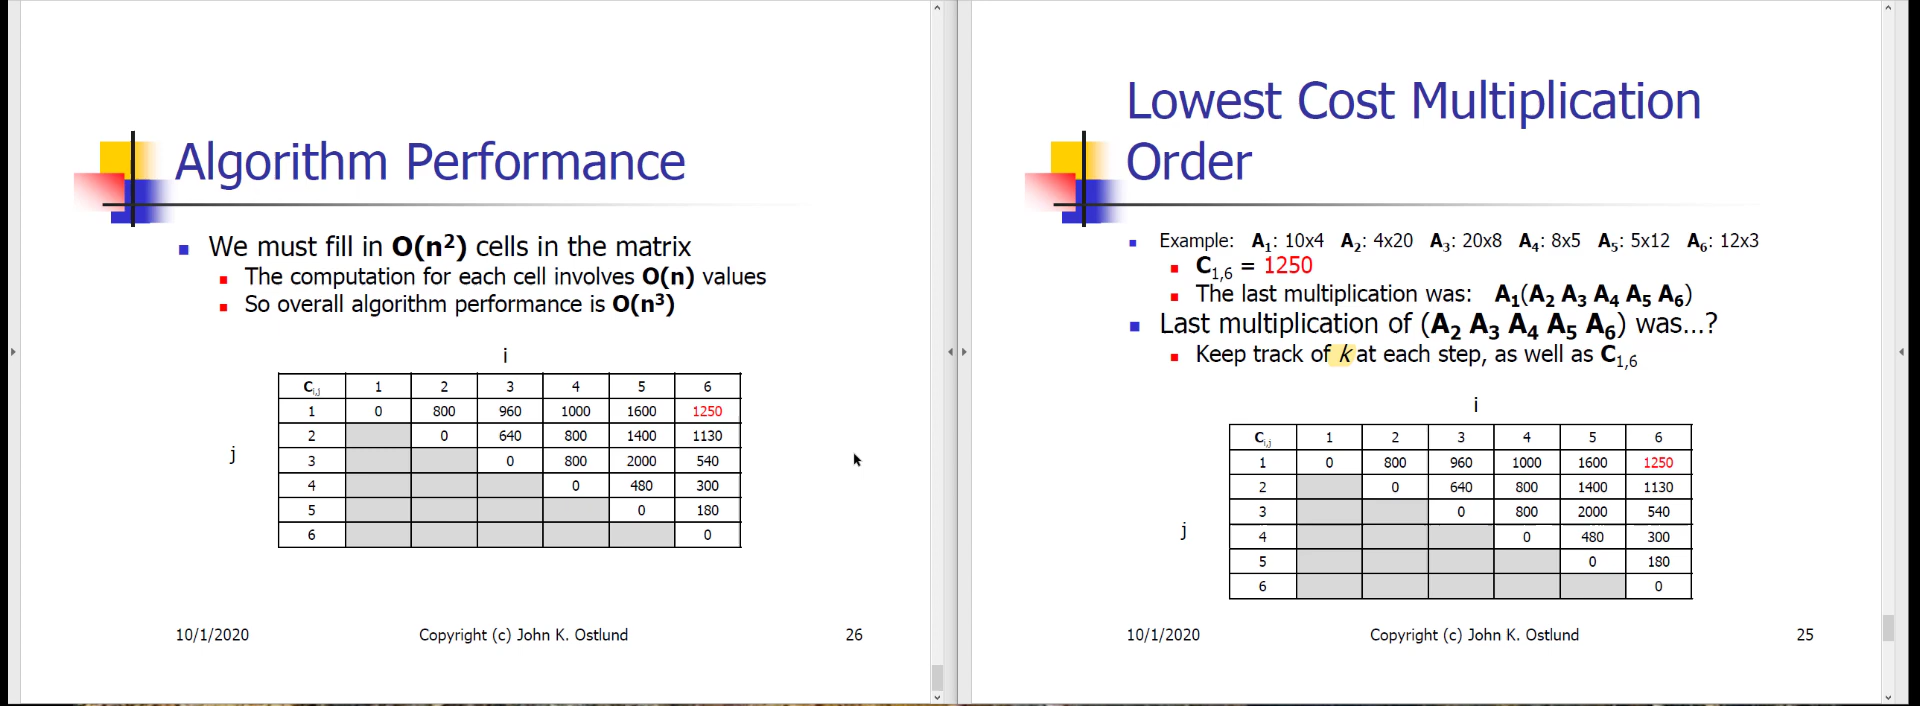 Algorithm Performance
We must fill in O(n²) cells in the matrix
The computation for each cell involves O(n) values
So overall algorithm performance is O(n³)
i
C i,j 1 2 3 4 5 6
1 0 800 960 1000 1600 1250
2 0 640 800 1400 1130
j
3 0 800 2000 540
4 0 480 300
5 0 180
6 0
10/1/2020 Copyright (c) John K. Ostlund 26
Lowest Cost Multiplication
Order
Example: A₁: 10x4 A₂: 4x20 A₃: 20x8 A₄: 8x5 A₅: 5x12 A₆: 12x3
C1,6 = 1250
The last multiplication was: A₁(A₂ A₃ A₄ A₅ A₆)
Last multiplication of (A₂ A₃ A₄ A₅ A₆) was...?
Keep track of k at each step, as well as C1,6
i
C i,j 1 2 3 4 5 6
1 0 800 960 1000 1600 1250
2 0 640 800 1400 1130
3 0 800 2000 540
j
4 0 480 300
5 0 180
6 0
10/1/2020 Copyright (c) John K. Ostlund 25